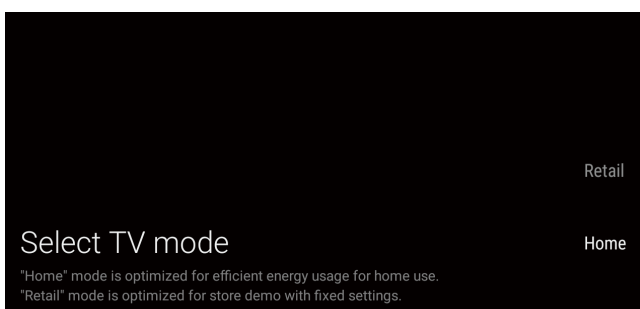 Retail
Select TV mode
Home
"Home" mode is optimized for efficient energy usage for home use.
"Retail" mode is optimized for store demo with fixed settings.